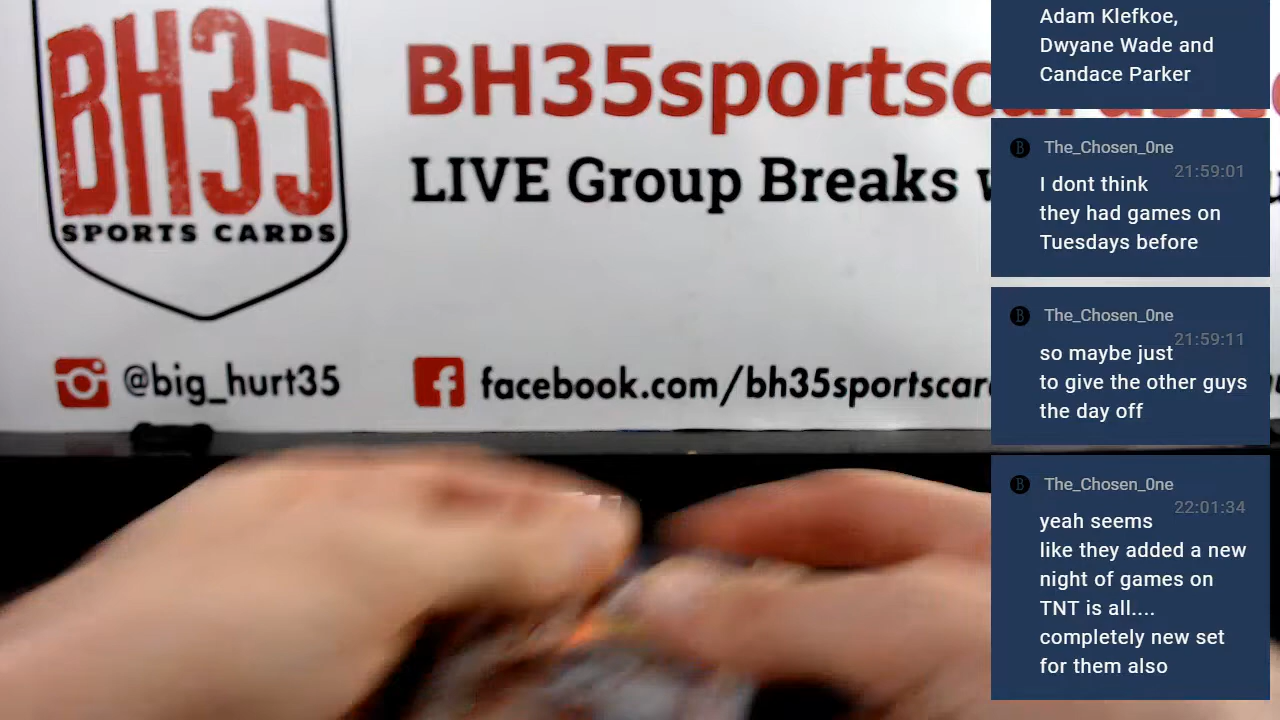 BH35
SPORTS CARDS
BH35sportsc
LIVE Group Breaks
@big_hurt35
facebook.com/bh35sportscar
Adam Klefkoe,
Dwyane Wade and
Candace Parker
The_Chosen_0ne
21:59:01
I dont think
they had games on
Tuesdays before
The_Chosen_0ne
21:59:11
so maybe just
to give the other guys
the day off
The_Chosen_0ne
22:01:34
yeah seems
like they added a new
night of games on
TNT is all....
completely new set
for them also